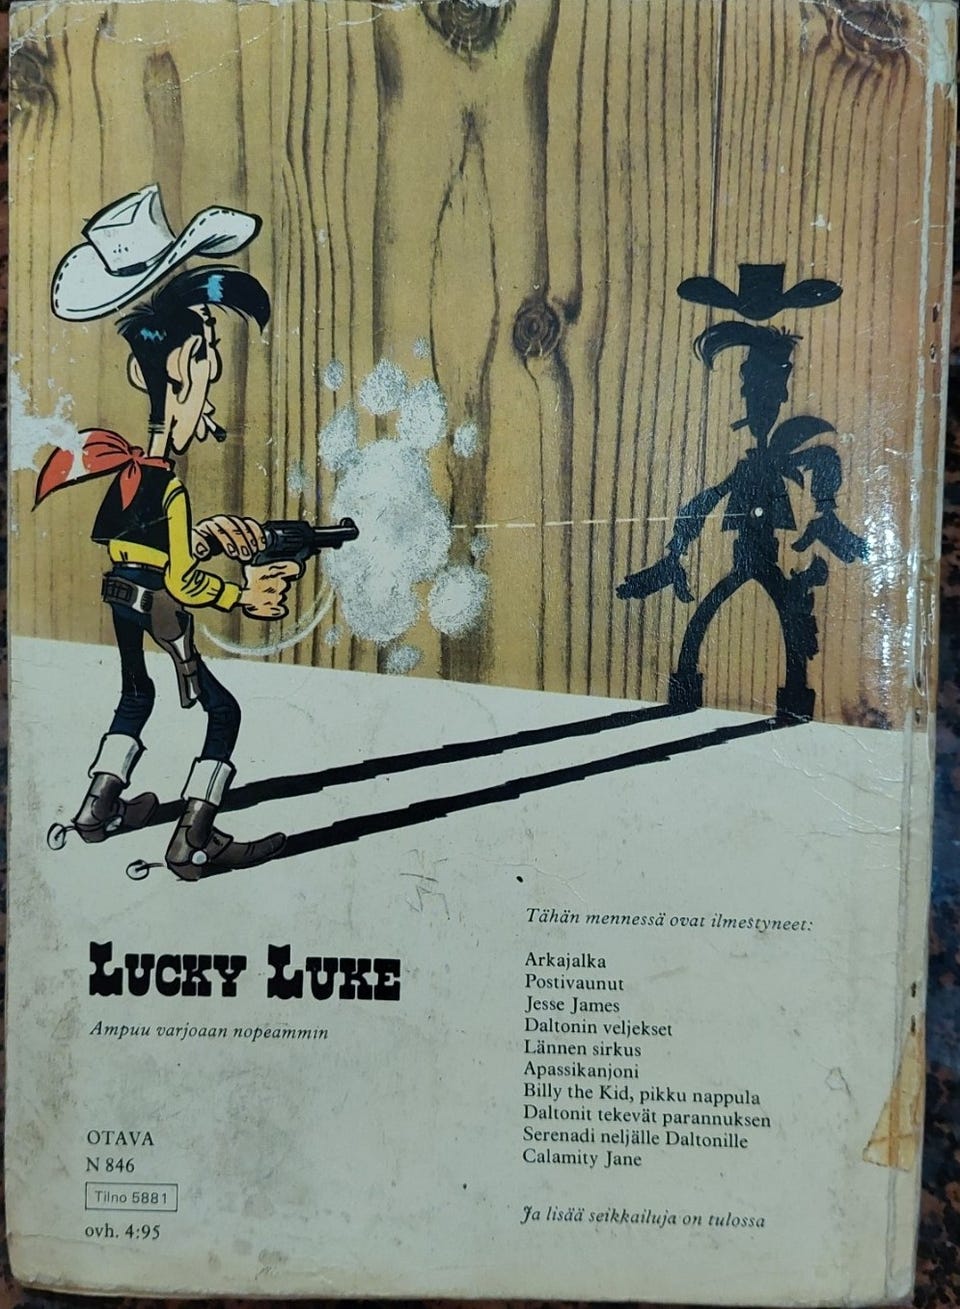 LUCKY LUKE
Ampuu varjoaan nopeammin
OTAVA
N 846
Tilno 5881
ovh. 4:95
Tähän mennessä ovat ilmestyneet:
Arkajalka
Postivaunut
Jesse James
Daltonin veljekset
Lännen sirkus
Apassikanjoni
Billy the Kid, pikku nappula
Daltonit tekevät parannuksen
Serenadi neljälle Daltonille
Calamity Jane
Ja lisää seikkailuja on tulossa